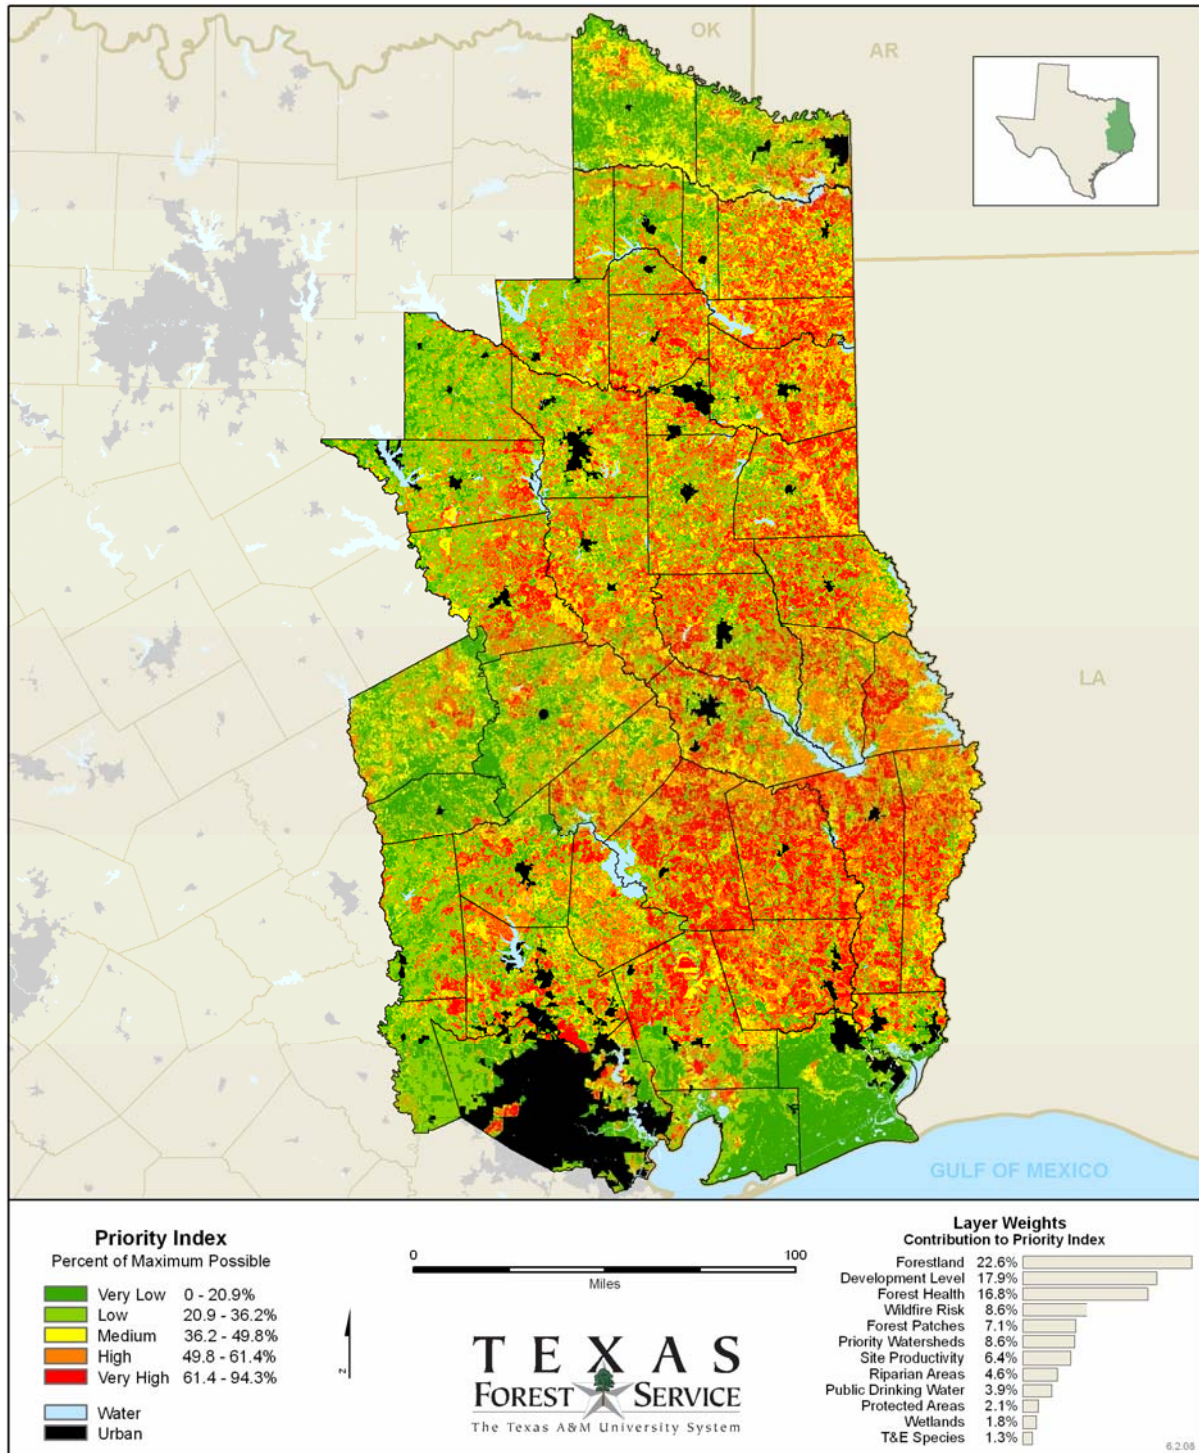 OK
AR
LA
GULF OF MEXICO
Priority Index
Percent of Maximum Possible
Very Low 0 - 20.9%
Low 20.9 - 36.2%
Medium 36.2 - 49.8%
High 49.8 - 61.4%
Very High 61.4 - 94.3%
Water
Urban
0 100
Miles
N
TEXAS
FOREST SERVICE
The Texas A&M University System
Layer Weights
Contribution to Priority Index
Forestland 22.6%
Development Level 17.9%
Forest Health 16.8%
Wildfire Risk 8.6%
Forest Patches 7.1%
Priority Watersheds 8.6%
Site Productivity 6.4%
Riparian Areas 4.6%
Public Drinking Water 3.9%
Protected Areas 2.1%
Wetlands 1.8%
T&E Species 1.3%
6.2.08